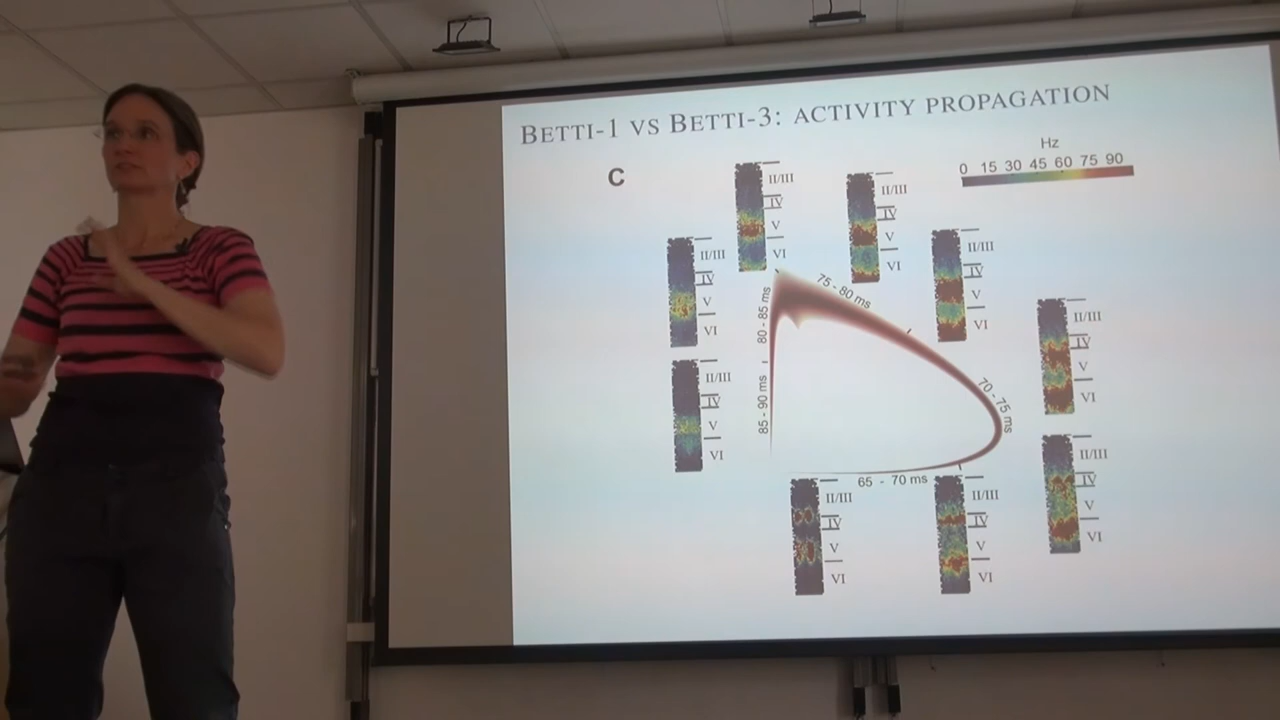 BETTI-1 VS BETTI-3: ACTIVITY PROPAGATION
C
Hz
0 15 30 45 60 75 90
II/III
IV
V
VI
II/III
IV
V
VI
II/III
IV
V
VI
II/III
IV
V
VI
II/III
IV
V
VI
II/III
IV
V
VI
II/III
IV
V
VI
II/III
IV
V
VI
II/III
IV
V
VI
75 - 80 ms
80 - 85 ms
70 - 75 ms
85 - 90 ms
65 - 70 ms